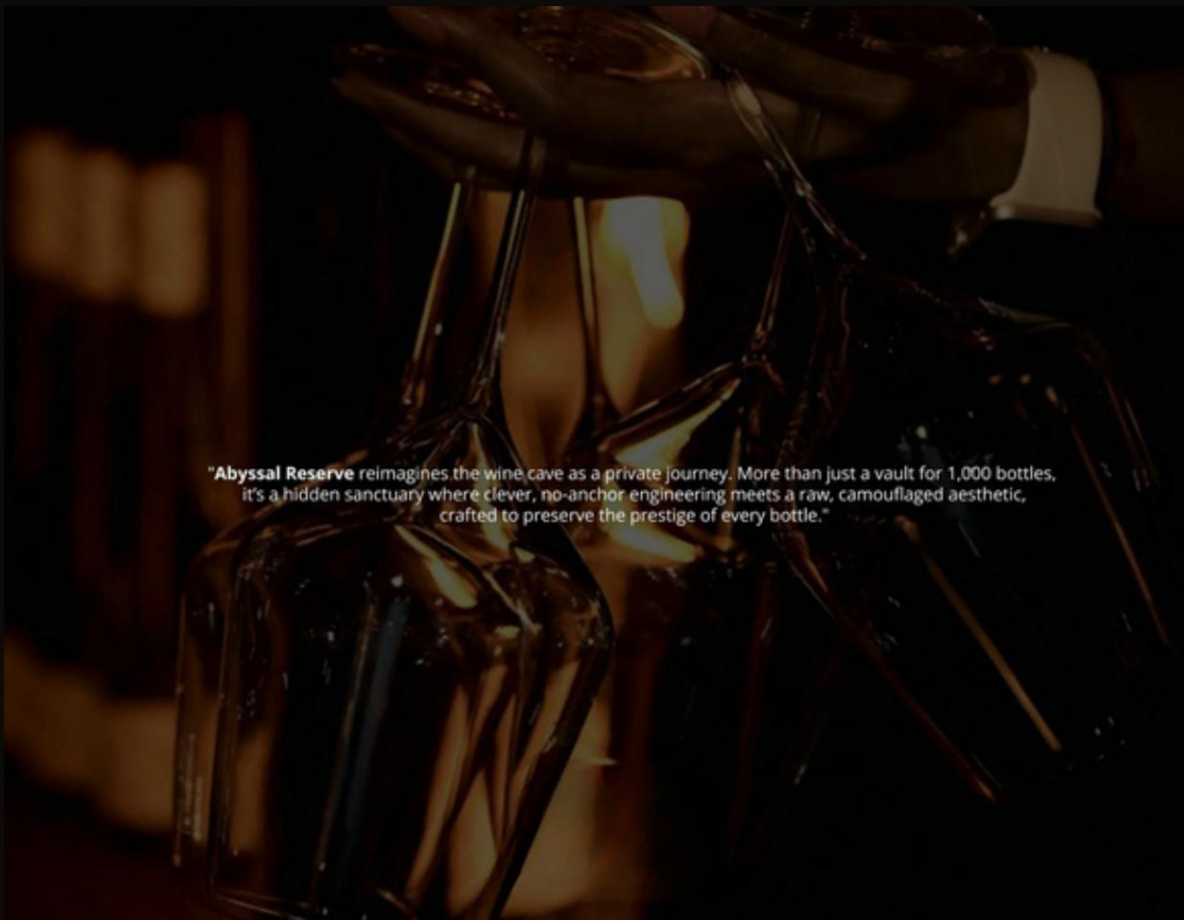 "Abyssal Reserve reimagines the wine cave as a private journey. More than just a vault for 1,000 bottles,
it's a hidden sanctuary where clever, no-anchor engineering meets a raw, camouflaged aesthetic,
crafted to preserve the prestige of every bottle."